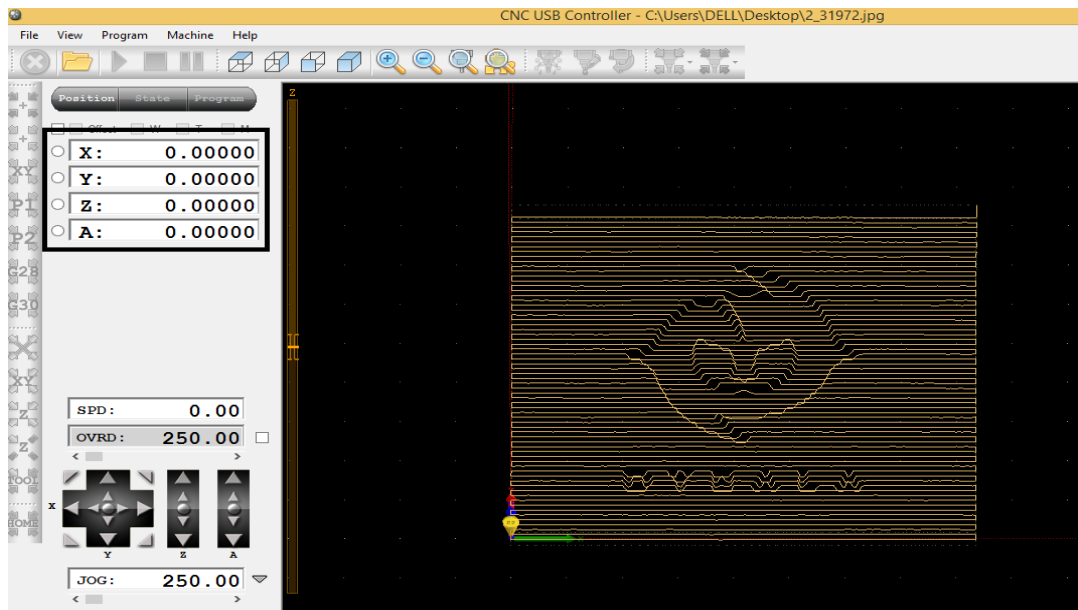 CNC USB Controller - C:\Users\DELL\Desktop\2_31972.jpg
File View Program Machine Help
Position State Program
Offset W T M
X: 0.00000
Y: 0.00000
Z: 0.00000
A: 0.00000
XY
P1
P2
G28
G30
XY
Z
Z
TOOL
HOME
SPD: 0.00
OVRD: 250.00
X
Y Z A
JOG: 250.00
Z